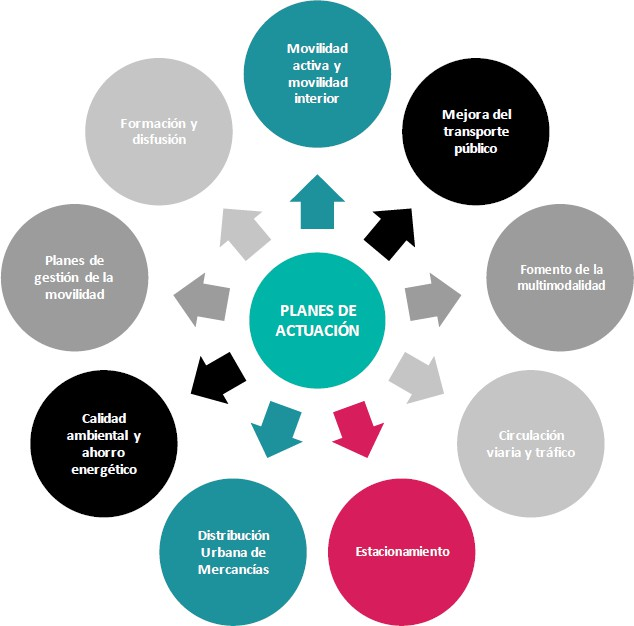 Movilidad
activa y
movilidad
interior
Mejora del
transporte
público
Fomento de la
multimodalidad
Circulación
viaria y tráfico
Estacionamiento
Distribución
Urbana de
Mercancías
Calidad
ambiental y
ahorro
energético
Planes de
gestión de la
movilidad
Formación y
disfusión
PLANES DE
ACTUACIÓN